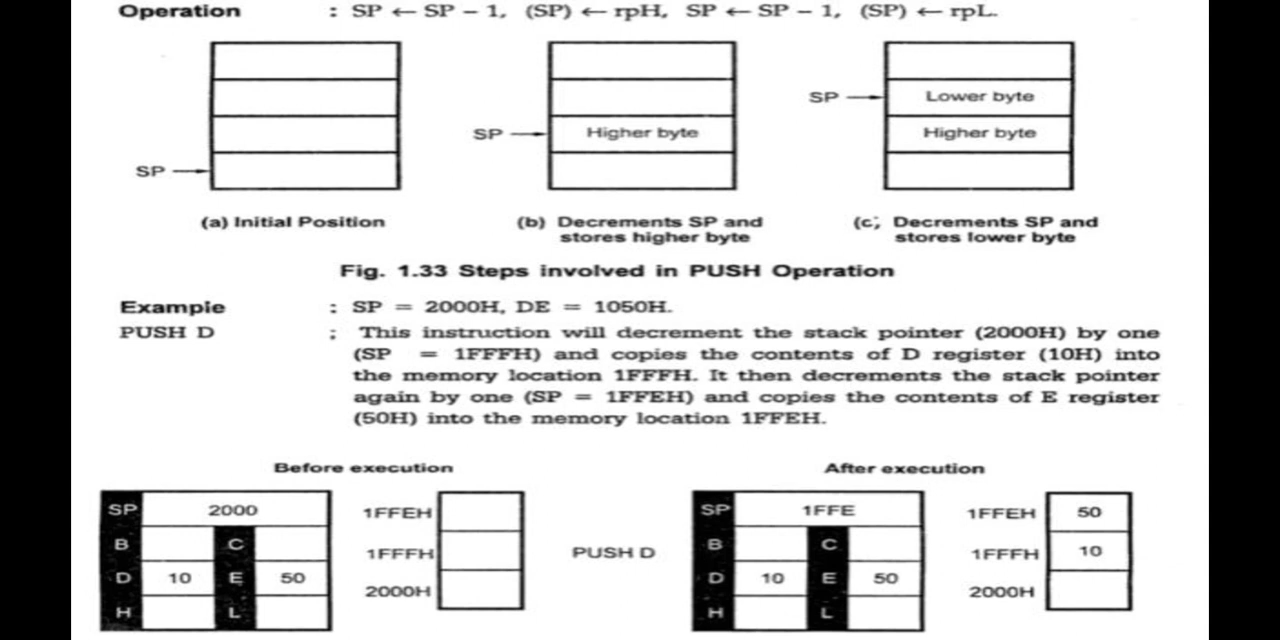 Operation : SP ← SP – 1, (SP) ← rpH, SP ← SP – 1, (SP) ← rpL.
SP → Lower byte
SP → Higher byte Higher byte
SP →
(a) Initial Position (b) Decrements SP and (c; Decrements SP and
stores higher byte stores lower byte
Fig. 1.33 Steps involved in PUSH Operation
Example : SP = 2000H, DE = 1050H.
PUSH D ; This instruction will decrement the stack pointer (2000H) by one
(SP = 1FFFH) and copies the contents of D register (10H) into
the memory location 1FFFH. It then decrements the stack pointer
again by one (SP = 1FFEH) and copies the contents of E register
(50H) into the memory location 1FFEH.
Before execution After execution
SP 2000 1FFEH SP 1FFE 1FFEH 50
B C 1FFFH PUSH D B C 1FFFH 10
D 10 E 50 2000H D 10 E 50 2000H
H L H L